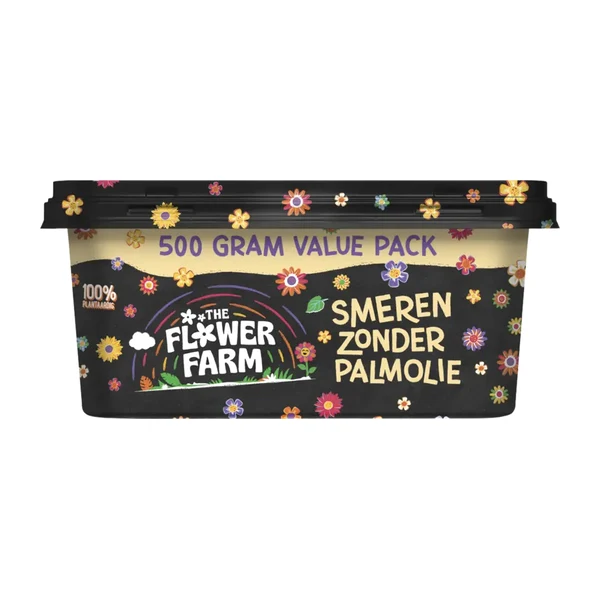 500 GRAM VALUE PACK
100%
PLANTAARDIG
THE
FLOWER
FARM
SMEREN
ZONDER
PALMOLIE